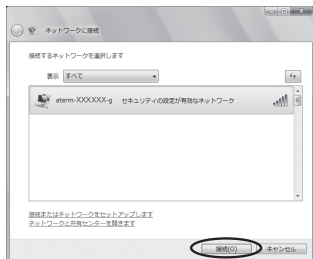 ネットワークに接続
接続するネットワークを選択します
表示 すべて
aterm-XXXXXX-g セキュリティの設定が有効なネットワーク
接続またはネットワークをセットアップします
ネットワークと共有センターを開きます
接続(O) キャンセル